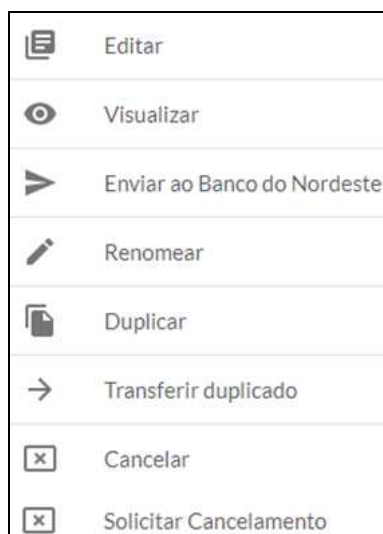 Editar
Visualizar
Enviar ao Banco do Nordeste
Renomear
Duplicar
Transferir duplicado
Cancelar
Solicitar Cancelamento